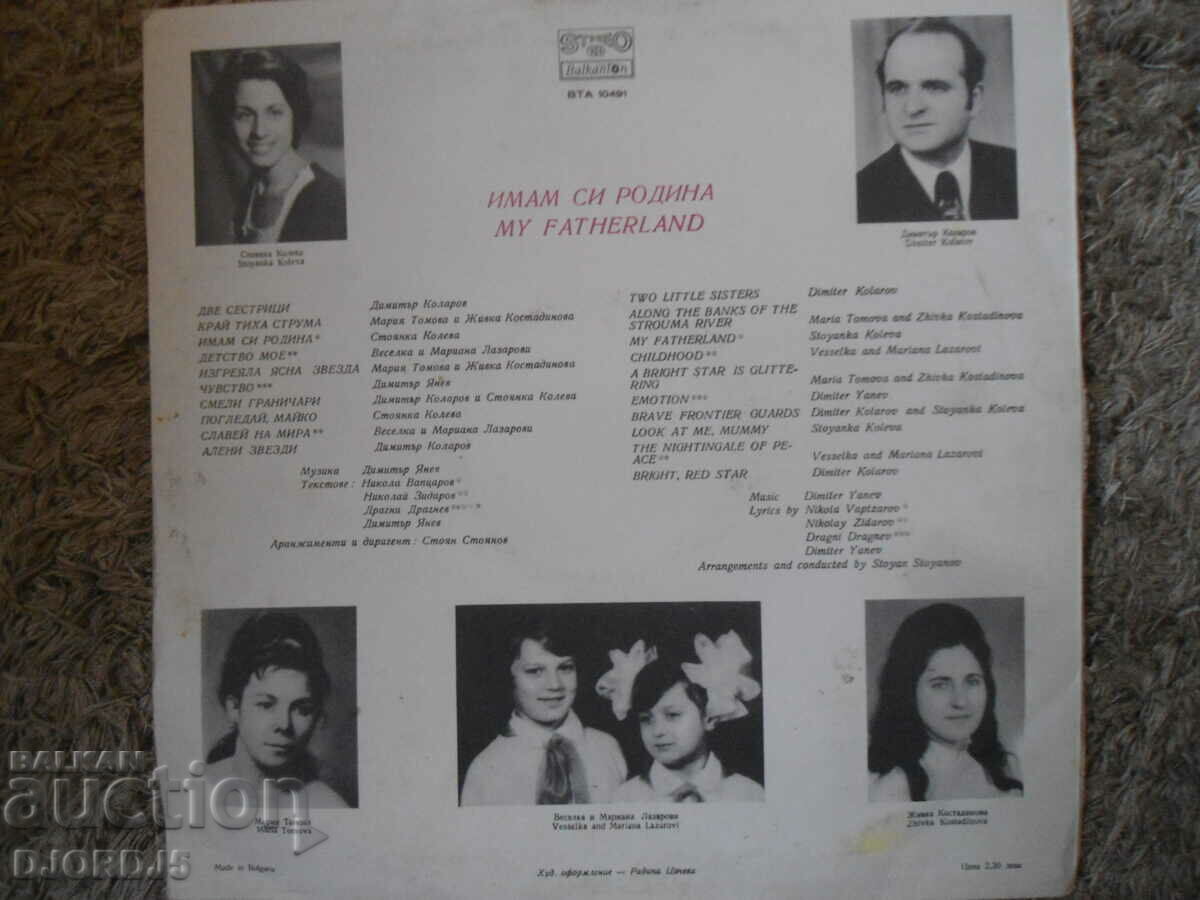 STEREO
Balkanton
BTA 10491
ИМАМ СИ РОДИНА
MY FATHERLAND
Стоянка Колева
Stoyanka Koleva
Димитър Коларов
Dimiter Kolarov
ДВЕ СЕСТРИЦИ Димитър Коларов
КРАЙ ТИХА СТРУМА Мария Томова и Живка Костадинова
ИМАМ СИ РОДИНА* Стоянка Колева
ДЕТСТВО МОЕ** Веселка и Мариана Лазарови
ИЗГРЕЯЛА ЯСНА ЗВЕЗДА Мария Томова и Живка Костадинова
ЧУВСТВО*** Димитър Янев
СМЕЛИ ГРАНИЧАРИ Димитър Коларов и Стоянка Колева
ПОГЛЕДАЙ, МАЙКО Стоянка Колева
СЛАВЕЙ НА МИРА** Веселка и Мариана Лазарови
АЛЕНИ ЗВЕЗДИ Димитър Коларов
Музика Димитър Янев
Текстове: Никола Вапцаров*
Николай Зидаров**
Драгни Драгнев***
Димитър Янев
Аранжименти и диригент: Стоян Стоянов
TWO LITTLE SISTERS Dimiter Kolarov
ALONG THE BANKS OF THE
STROUMA RIVER Maria Tomova and Zhivka Kostadinova
MY FATHERLAND* Stoyanka Koleva
CHILDHOOD** Vesselka and Mariana Lazarovi
A BRIGHT STAR IS GLITTE-
RING Maria Tomova and Zhivka Kostadinova
EMOTION*** Dimiter Yanev
BRAVE FRONTIER GUARDS Dimiter Kolarov and Stoyanka Koleva
LOOK AT ME, MUMMY Stoyanka Koleva
THE NIGHTINGALE OF PE-
ACE** Vesselka and Mariana Lazarovi
BRIGHT, RED STAR Dimiter Kolarov
Music Dimiter Yanev
Lyrics by Nikola Vaptzarov*
Nikolay Zidarov**
Dragni Dragnev***
Dimiter Yanev
Arrangements and conducted by Stoyan Stoyanov
Мария Томова
Maria Tomova
Веселка и Мариана Лазарови
Vesselka and Mariana Lazarovi
Живка Костадинова
Zhivka Kostadinova
Made in Bulgaria
Худ. оформление — Радина Цачева
Цена 2,30 лева
BALKAN
auction
DJORD.J5